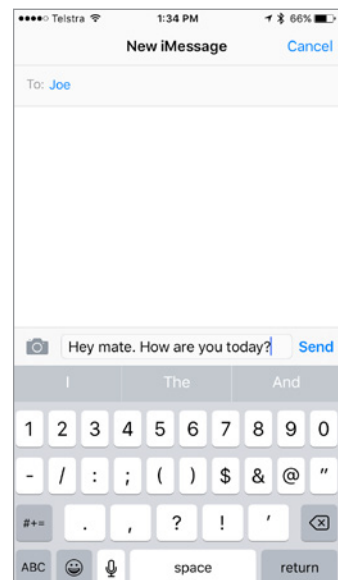 Telstra 1:34 PM 66%
New iMessage Cancel
To: Joe
Hey mate. How are you today? Send
I The And
1 2 3 4 5 6 7 8 9 0
- / : ; ( ) $ & @ "
#+= . , ? ! ' 
ABC space return